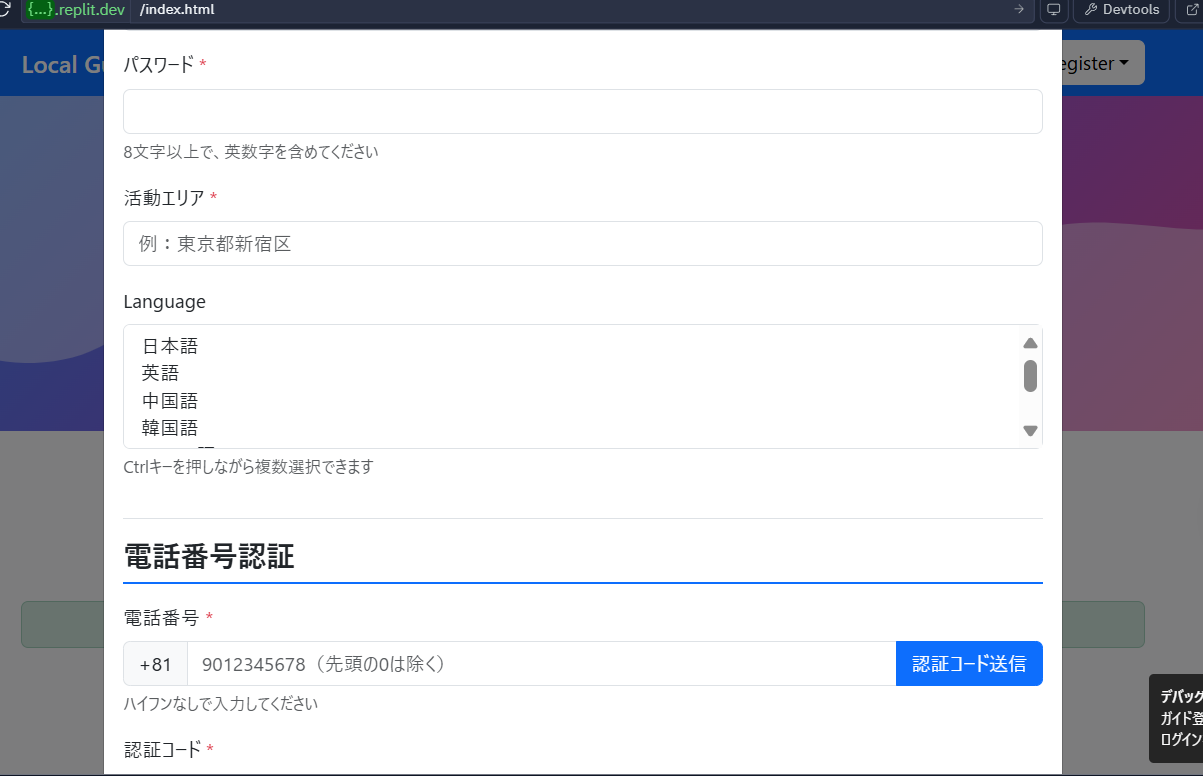 {...}.replit.dev /index.html Devtools
Local Gu
egister
パスワード *
8文字以上で、英数字を含めてください
活動エリア *
例：東京都新宿区
Language
日本語
英語
中国語
韓国語
Ctrlキーを押しながら複数選択できます
電話番号認証
電話番号 *
+81 9012345678（先頭の0は除く） 認証コード送信
ハイフンなしで入力してください
認証コード *
デバッグ
ガイド登
ログイン